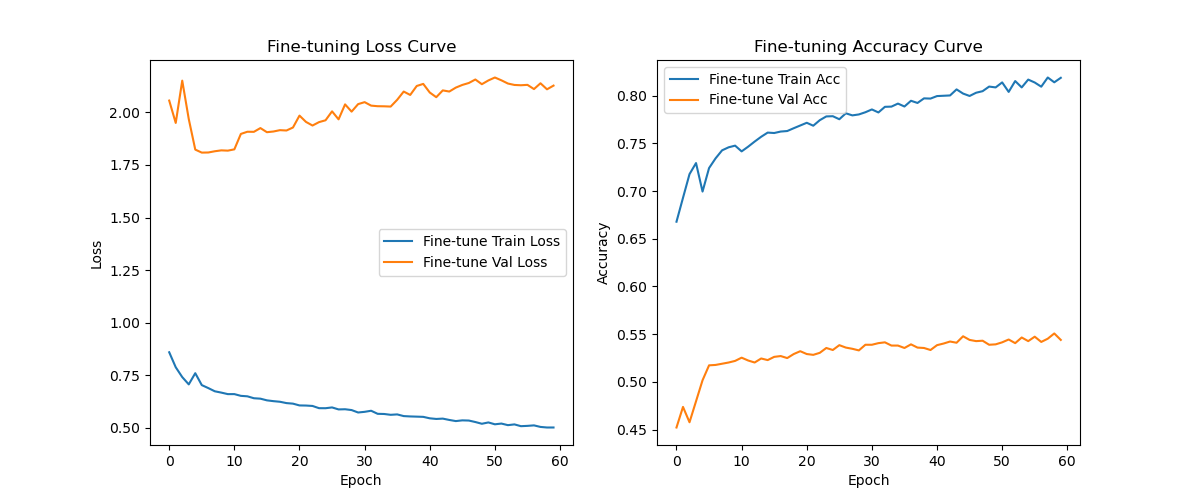 Fine-tuning Loss Curve
2.00
1.75
1.50
1.25
1.00
0.75
0.50
Loss
Fine-tune Train Loss
Fine-tune Val Loss
0 10 20 30 40 50 60
Epoch
Fine-tuning Accuracy Curve
Fine-tune Train Acc
Fine-tune Val Acc
0.80
0.75
0.70
0.65
0.60
0.55
0.50
0.45
Accuracy
0 10 20 30 40 50 60
Epoch